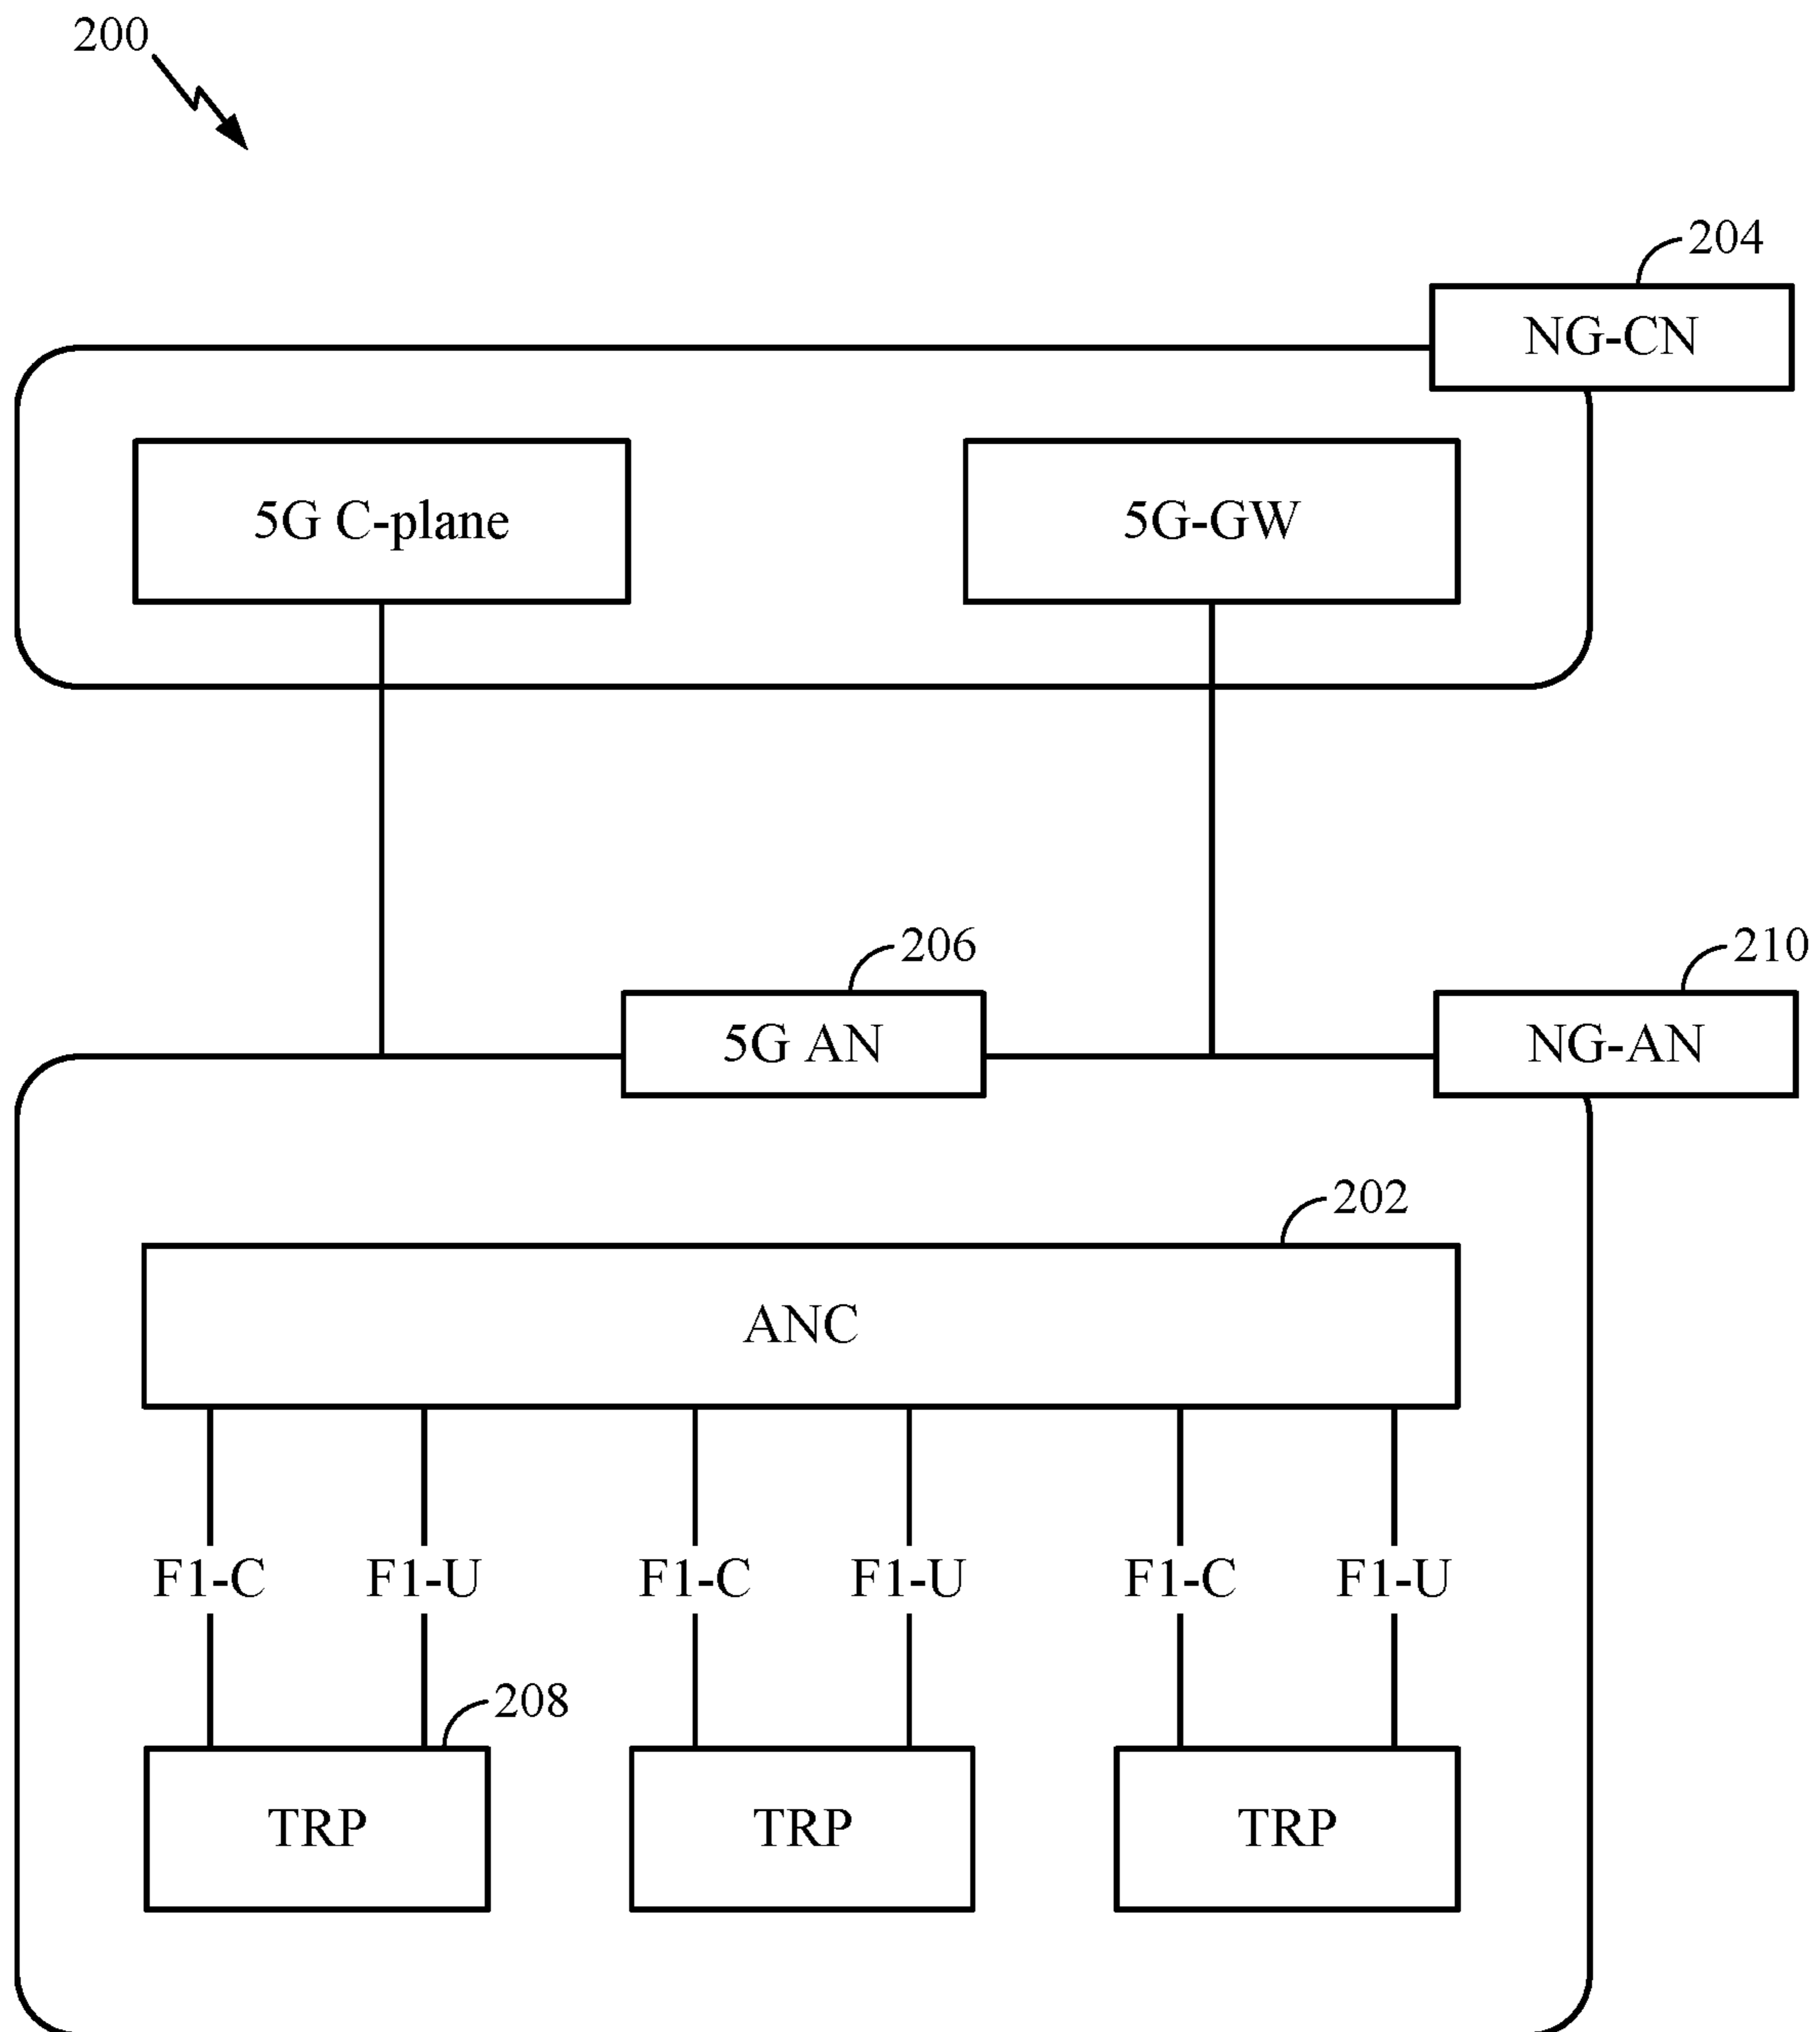 200
204
NG-CN
5G C-plane
5G-GW
206
210
5G AN
NG-AN
202
ANC
F1-C
F1-U
F1-C
F1-U
F1-C
F1-U
208
TRP
TRP
TRP